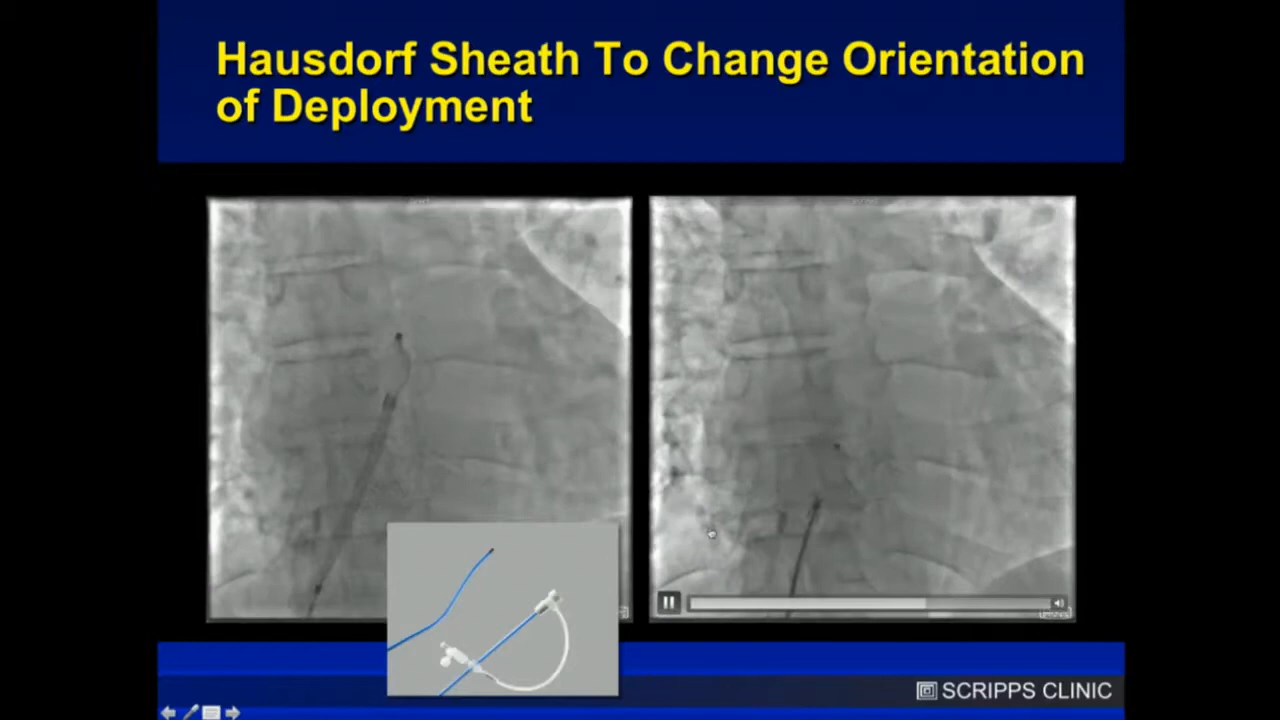 Hausdorf Sheath To Change Orientation
of Deployment
SCRIPPS CLINIC